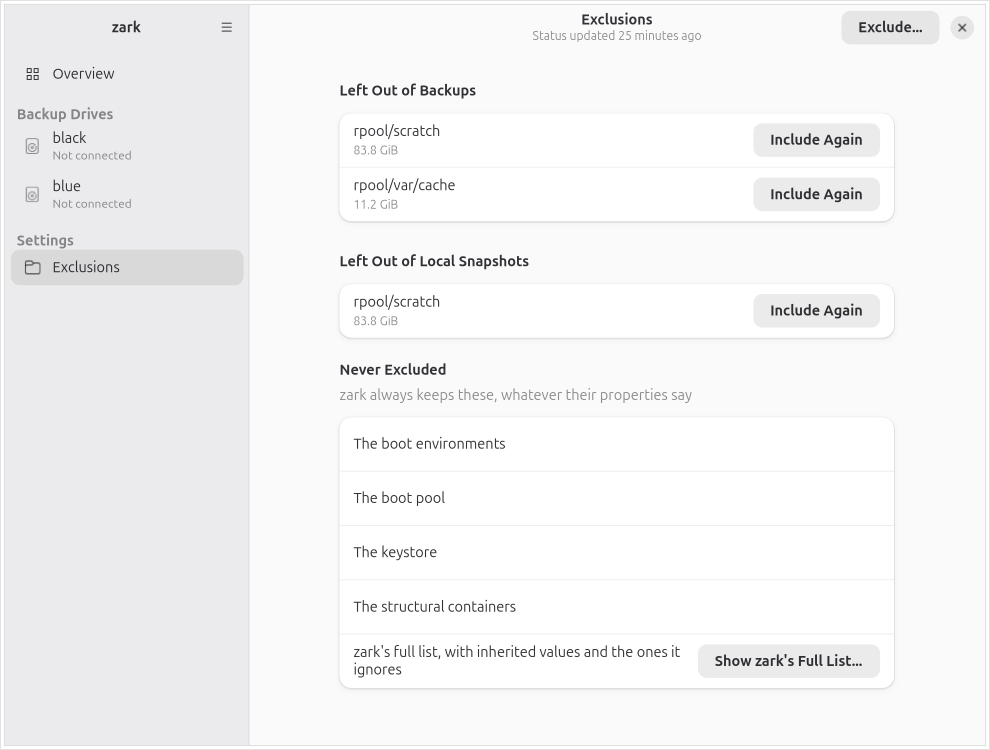 zark
Overview
Backup Drives
black
Not connected
blue
Not connected
Settings
Exclusions
Exclusions
Status updated 25 minutes ago
Exclude...
Left Out of Backups
rpool/scratch
83.8 GiB
Include Again
rpool/var/cache
11.2 GiB
Include Again
Left Out of Local Snapshots
rpool/scratch
83.8 GiB
Include Again
Never Excluded
zark always keeps these, whatever their properties say
The boot environments
The boot pool
The keystore
The structural containers
zark's full list, with inherited values and the ones it
ignores
Show zark's Full List...